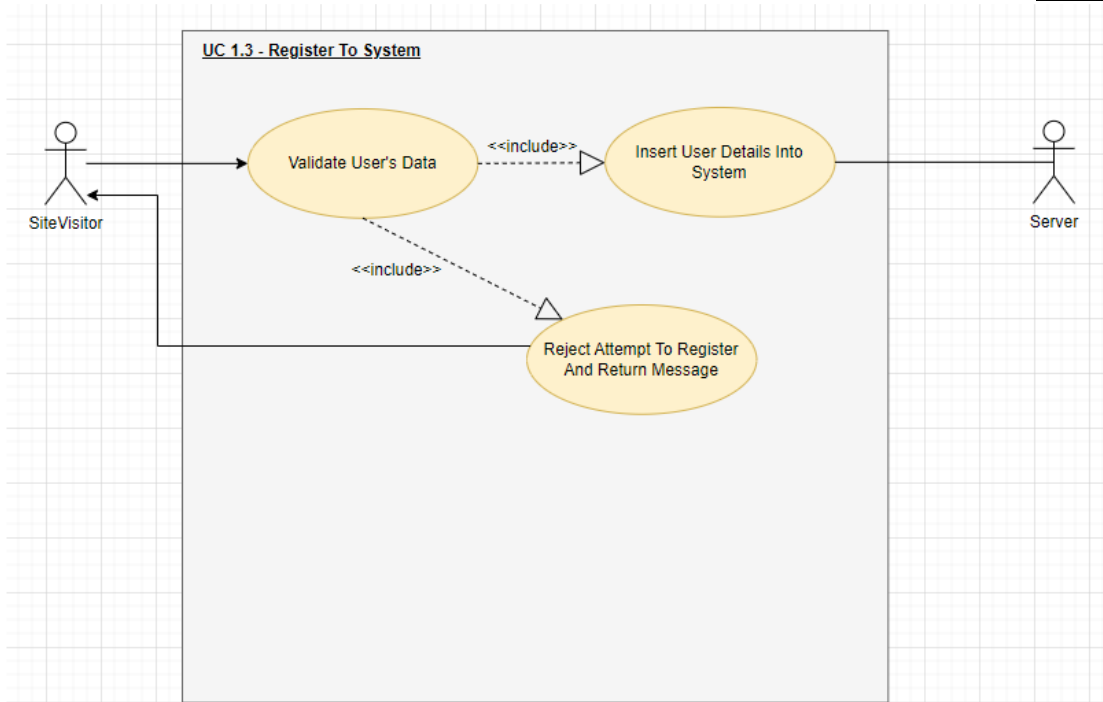 UC 1.3 - Register To System
<<include>>
Validate User's Data
Insert User Details Into
System
SiteVisitor
Server
<<include>>
Reject Attempt To Register
And Return Message